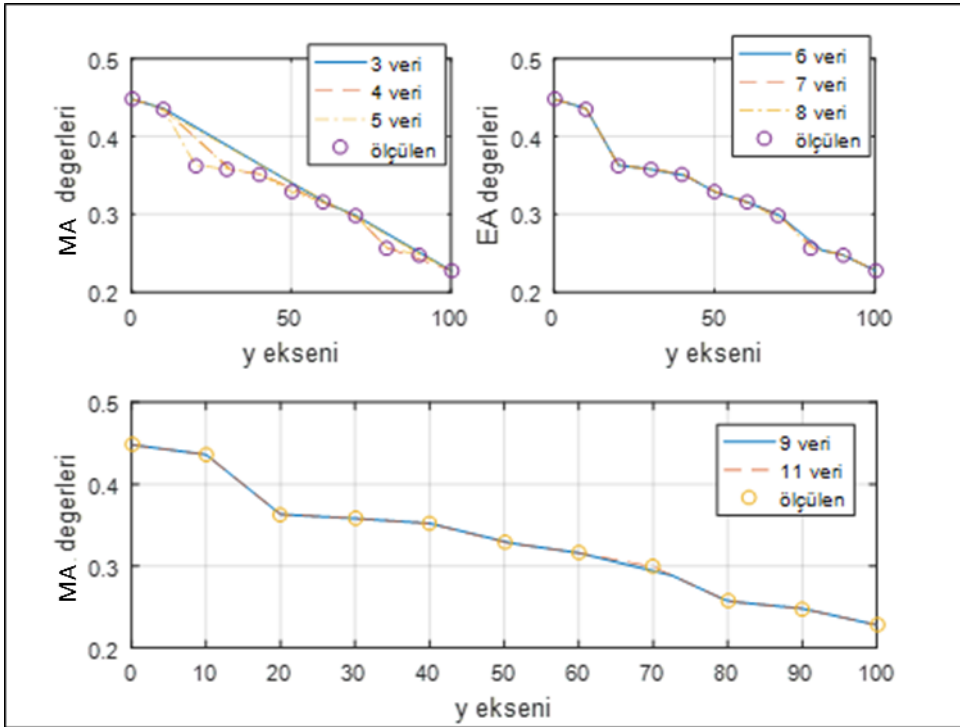 0.5
0.4
0.3
0.2
MA değerleri
0
50
100
y ekseni
3 veri
4 veri
5 veri
ölçülen
0.5
0.4
0.3
0.2
EA değerleri
0
50
100
y ekseni
6 veri
7 veri
8 veri
ölçülen
0.5
0.4
0.3
0.2
MA değerleri
0 10 20 30 40 50 60 70 80 90 100
y ekseni
9 veri
11 veri
ölçülen